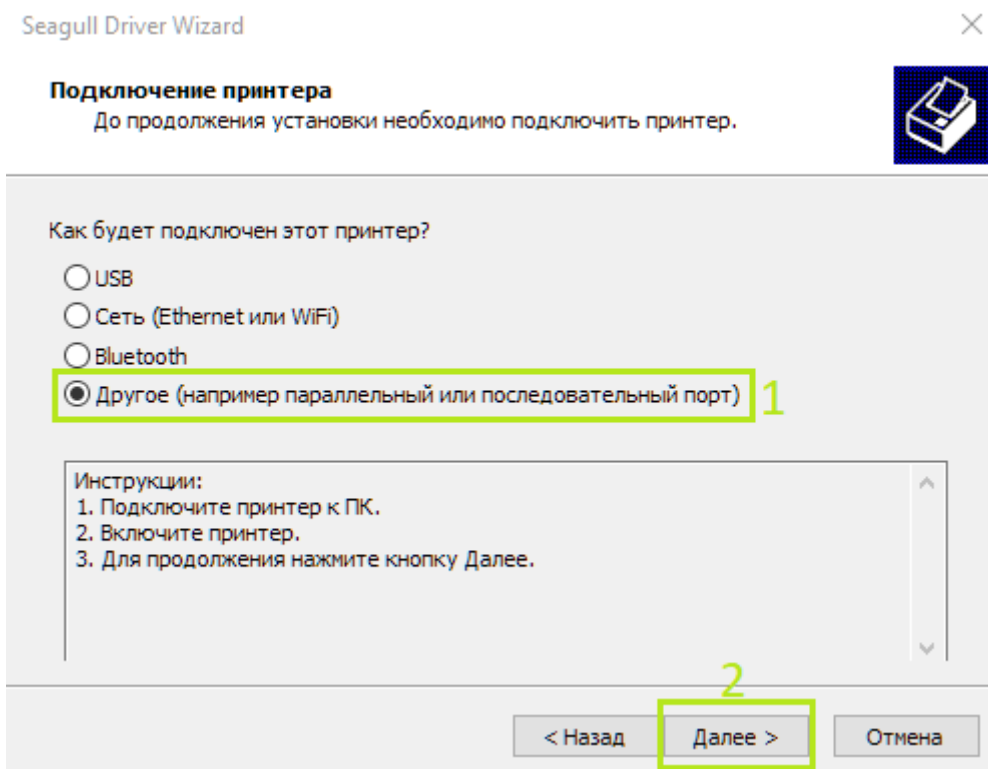 Seagull Driver Wizard
Подключение принтера
До продолжения установки необходимо подключить принтер.
Как будет подключен этот принтер?
USB
Сеть (Ethernet или WiFi)
Bluetooth
Другое (например параллельный или последовательный порт) 1
Инструкции:
1. Подключите принтер к ПК.
2. Включите принтер.
3. Для продолжения нажмите кнопку Далее.
2
< Назад Далее > Отмена